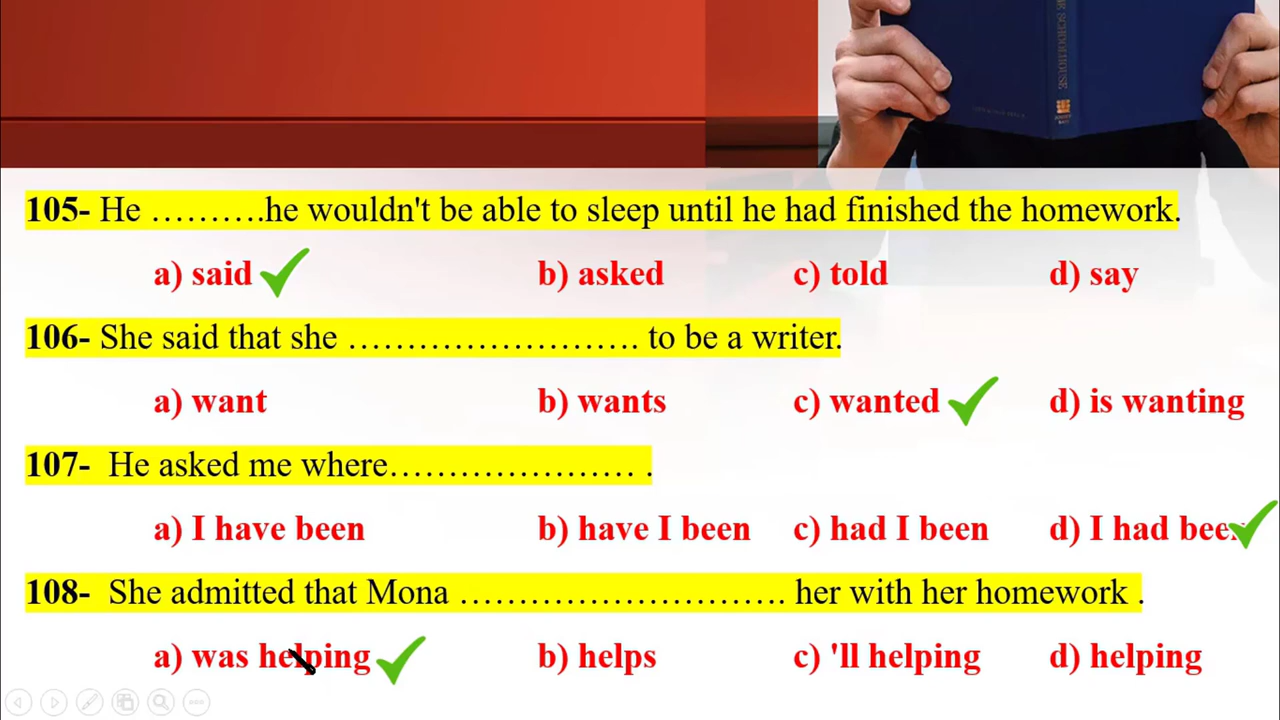 THE SCHOOLHOUSE
105- He ……….he wouldn't be able to sleep until he had finished the homework.
a) said b) asked c) told d) say
106- She said that she ……………………. to be a writer.
a) want b) wants c) wanted d) is wanting
107- He asked me where………………… .
a) I have been b) have I been c) had I been d) I had been
108- She admitted that Mona ………………………. her with her homework .
a) was helping b) helps c) 'll helping d) helping